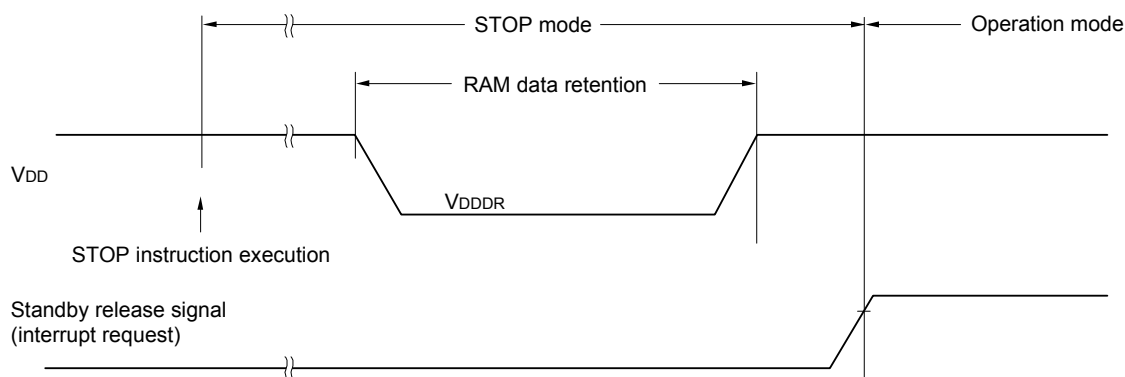 STOP mode
Operation mode
RAM data retention
VDD
VDDDR
STOP instruction execution
Standby release signal
(interrupt request)